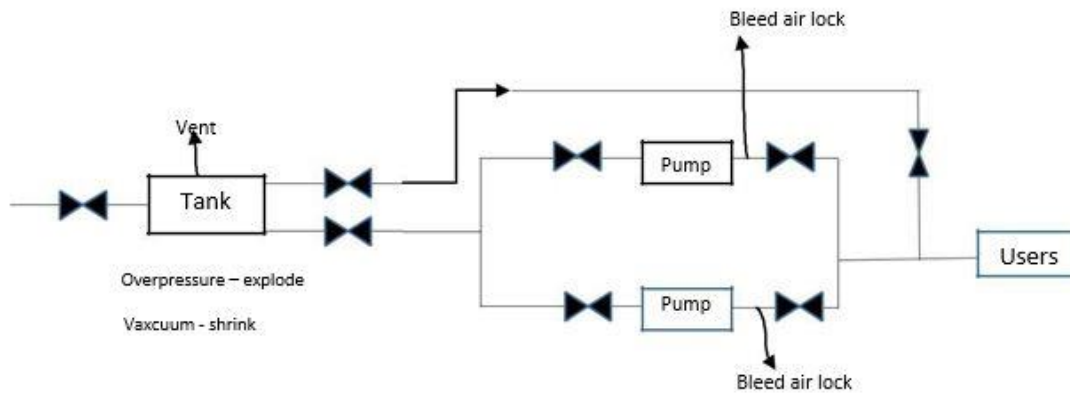 Bleed air lock
Vent
Pump
Tank
Users
Overpressure – explode
Pump
Vaxcuum - shrink
Bleed air lock